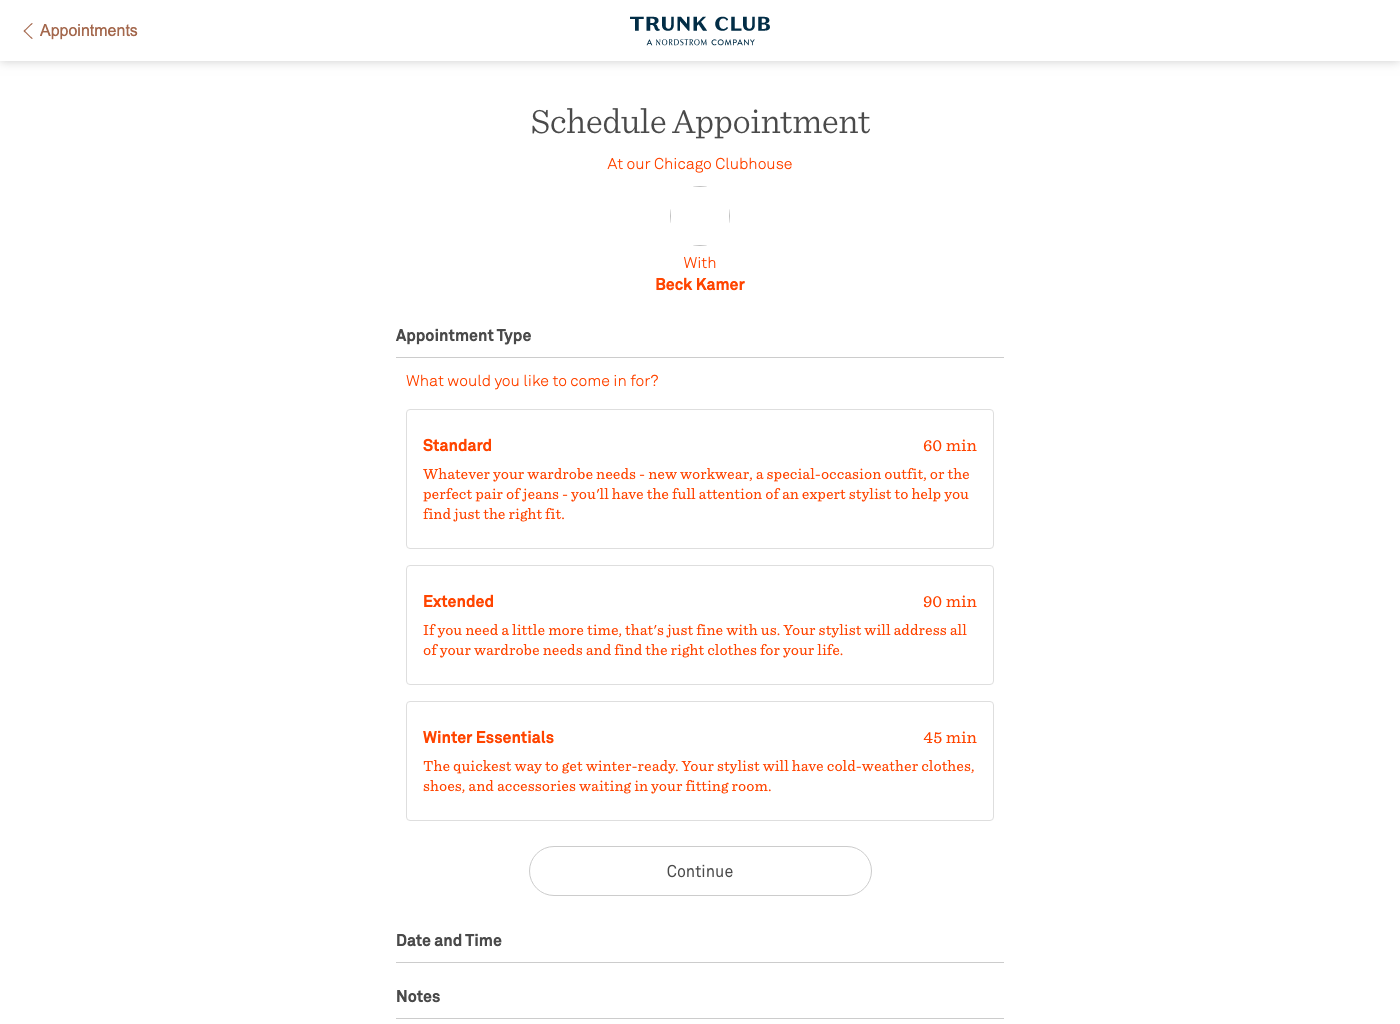 Appointments
TRUNK CLUB
A NORDSTROM COMPANY
Schedule Appointment
At our Chicago Clubhouse
With
Beck Kamer
Appointment Type
What would you like to come in for?
Standard 60 min
Whatever your wardrobe needs - new workwear, a special-occasion outfit, or the
perfect pair of jeans - you'll have the full attention of an expert stylist to help you
find just the right fit.
Extended 90 min
If you need a little more time, that's just fine with us. Your stylist will address all
of your wardrobe needs and find the right clothes for your life.
Winter Essentials 45 min
The quickest way to get winter-ready. Your stylist will have cold-weather clothes,
shoes, and accessories waiting in your fitting room.
Continue
Date and Time
Notes